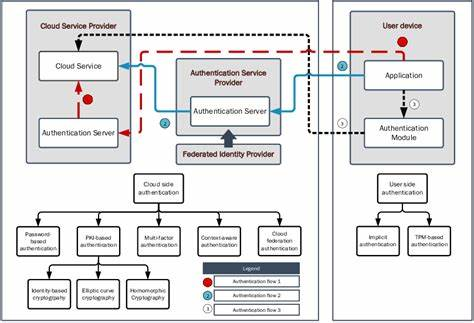 Cloud Service Provider
Cloud Service
Authentication Server
Authentication Service
Provider
Authentication Server
Federated Identity Provider
User device
Application
Authentication
Module
2
2
3
3
Cloud side
authentication
Password-
based
authentication
PKI-based
authentication
Multi-factor
authentication
Context-aware
authentication
Cloud
federation
authentication
Identity-based
cryptography
Elliptic curve
cryptography
Homomorphic
Cryptography
User side
authentication
Implicit
authentication
TPM-based
authentication
Legend
Authentication flow 1
2
Authentication flow 2
3
Authentication flow 3